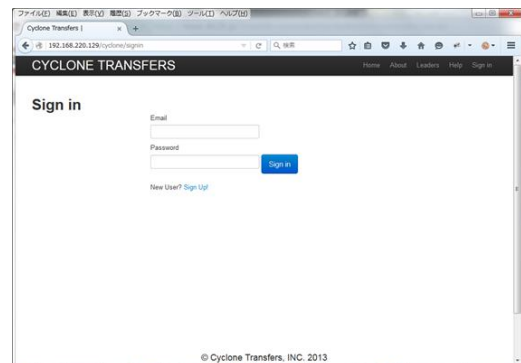 ファイル(F) 編集(E) 表示(V) 履歴(S) ブックマーク(B) ツール(T) ヘルプ(H)
Cyclone Transfers |
192.168.220.129/cyclone/signin
検索
CYCLONE TRANSFERS
Home About Leaders Help Sign in
Sign in
Email
Password
Sign in
New User? Sign Up!
© Cyclone Transfers, INC. 2013